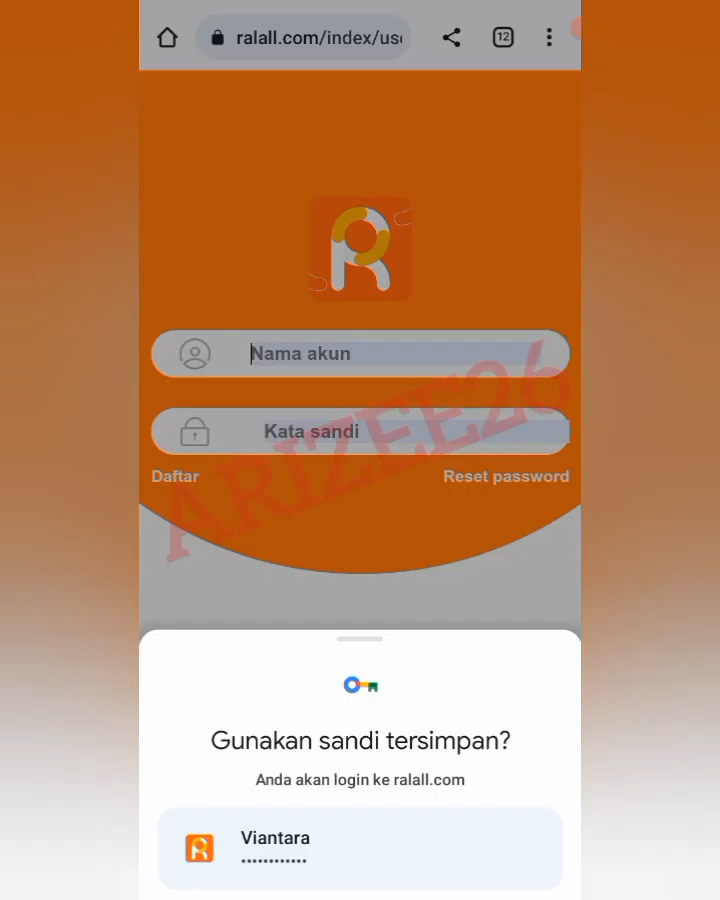 ralall.com/index/use
12
R
Nama akun
Kata sandi
Daftar
Reset password
ARIZEE26
Gunakan sandi tersimpan?
Anda akan login ke ralall.com
Viantara
••••••••••••